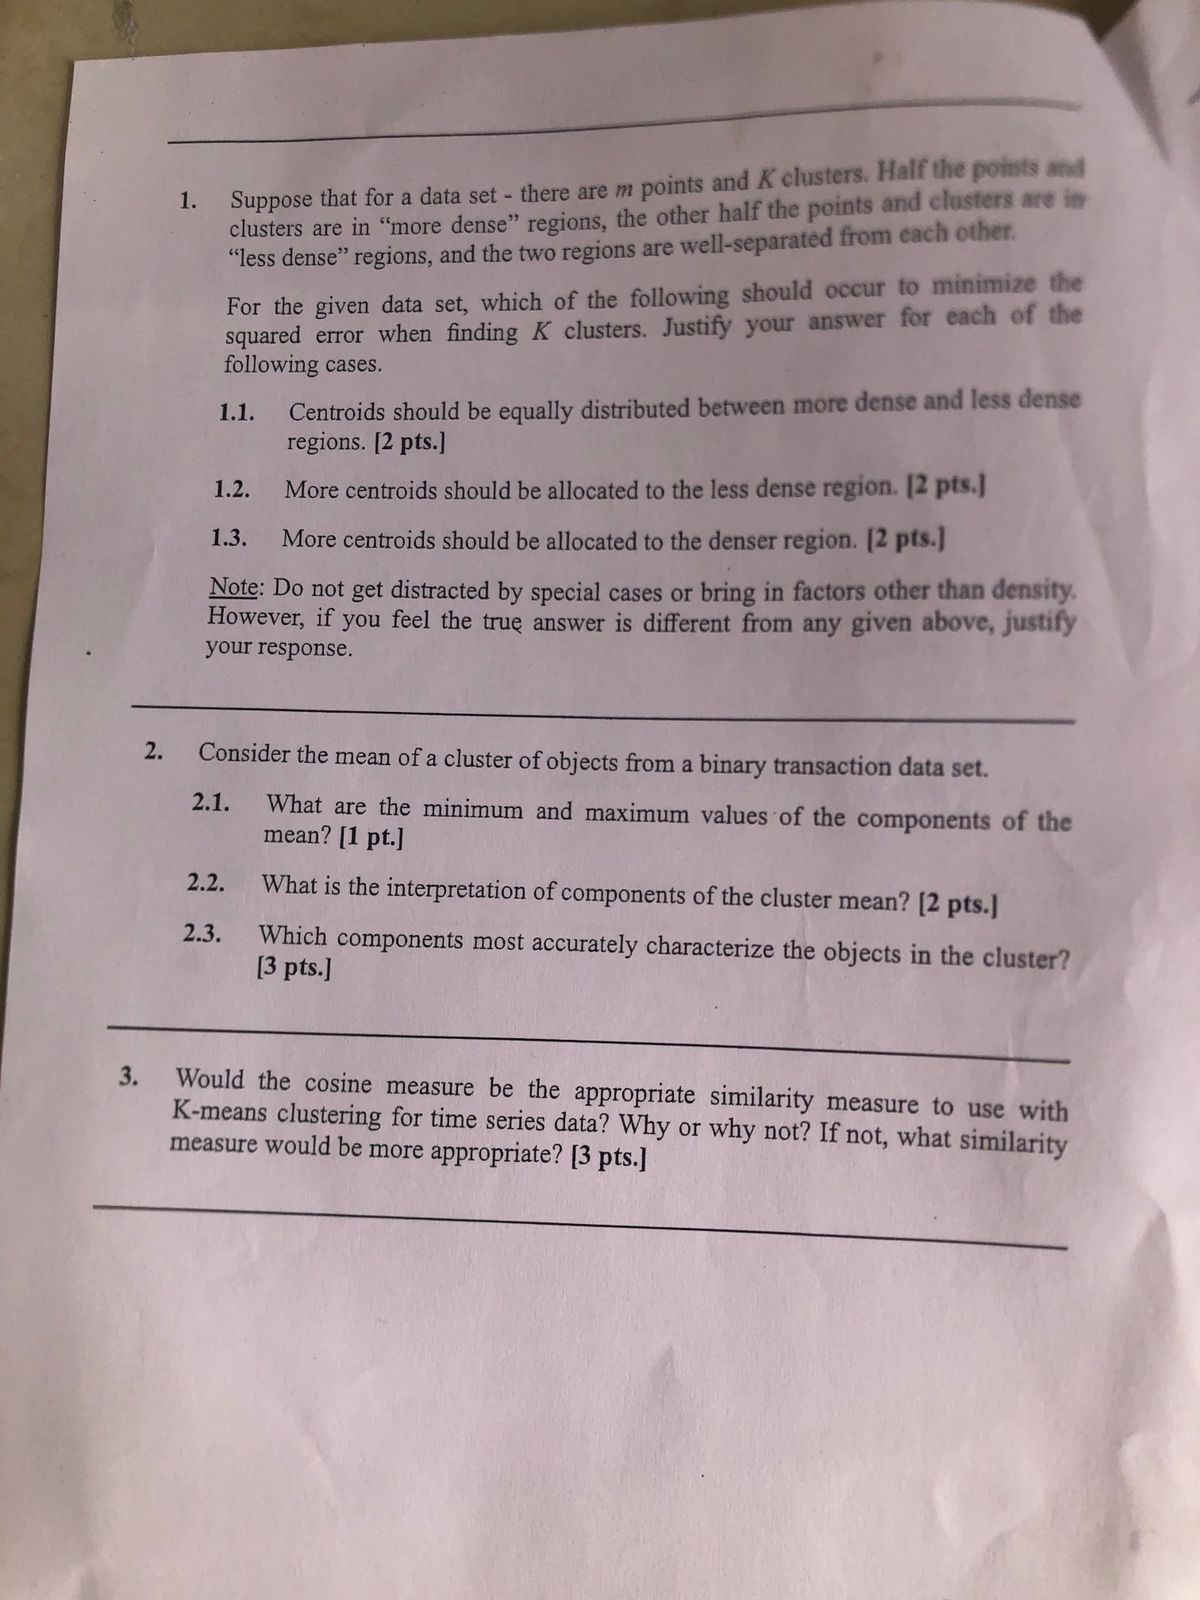 1. Suppose that for a data set - there are m points and K clusters. Half the points and
clusters are in “more dense” regions, the other half the points and clusters are in
“less dense” regions, and the two regions are well-separated from each other.
For the given data set, which of the following should occur to minimize the
squared error when finding K clusters. Justify your answer for each of the
following cases.
1.1. Centroids should be equally distributed between more dense and less dense
regions. [2 pts.]
1.2. More centroids should be allocated to the less dense region. [2 pts.]
1.3. More centroids should be allocated to the denser region. [2 pts.]
Note: Do not get distracted by special cases or bring in factors other than density.
However, if you feel the true answer is different from any given above, justify
your response.
2. Consider the mean of a cluster of objects from a binary transaction data set.
2.1. What are the minimum and maximum values of the components of the
mean? [1 pt.]
2.2. What is the interpretation of components of the cluster mean? [2 pts.]
2.3. Which components most accurately characterize the objects in the cluster?
[3 pts.]
3. Would the cosine measure be the appropriate similarity measure to use with
K-means clustering for time series data? Why or why not? If not, what similarity
measure would be more appropriate? [3 pts.]